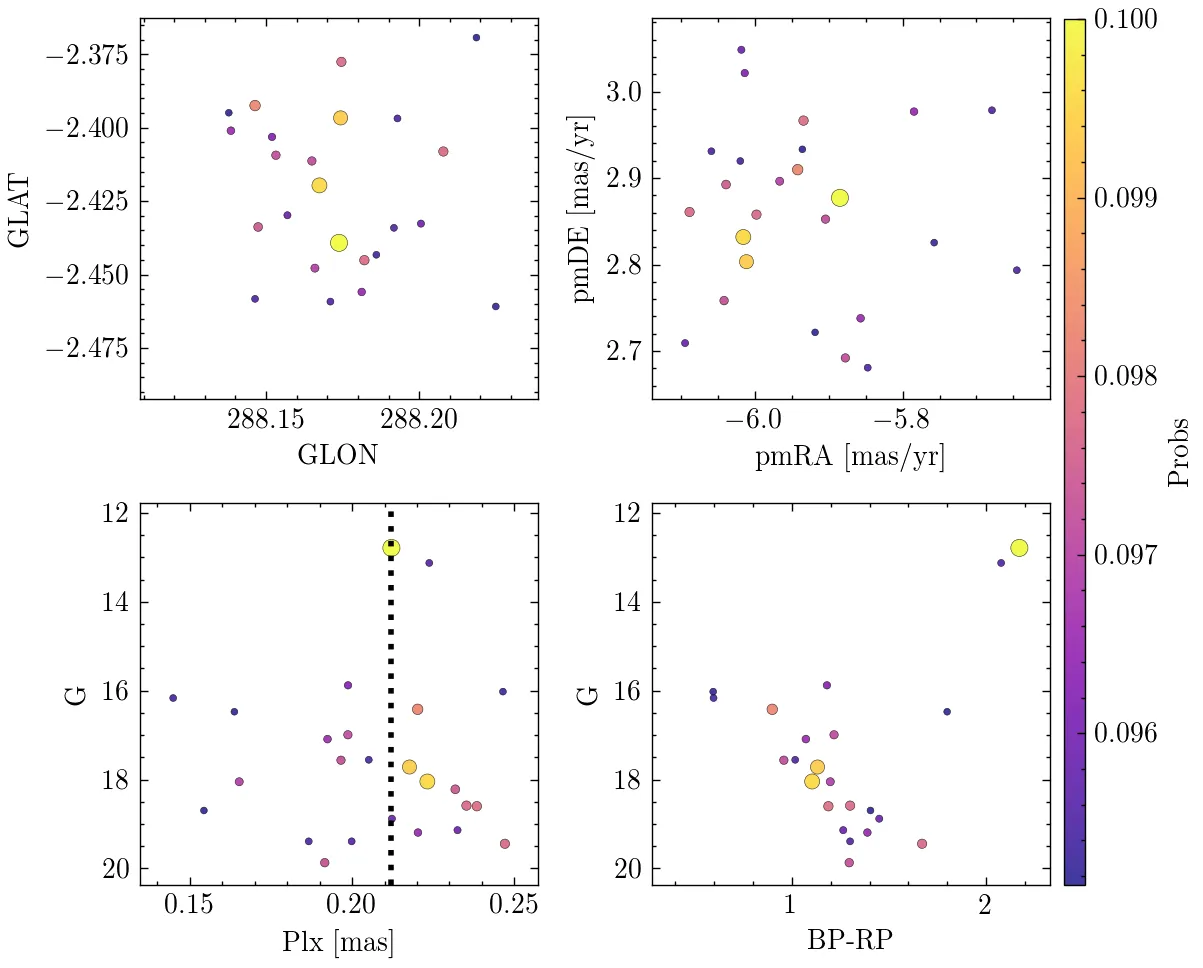 −2.375
−2.400
−2.425
−2.450
−2.475
GLAT
288.15 288.20
GLON
3.0
2.9
2.8
2.7
pmDE [mas/yr]
−6.0 −5.8
pmRA [mas/yr]
0.100
0.099
0.098
0.097
0.096
Probs
12
14
16
18
20
G
0.15 0.20 0.25
Plx [mas]
12
14
16
18
20
G
1 2
BP-RP